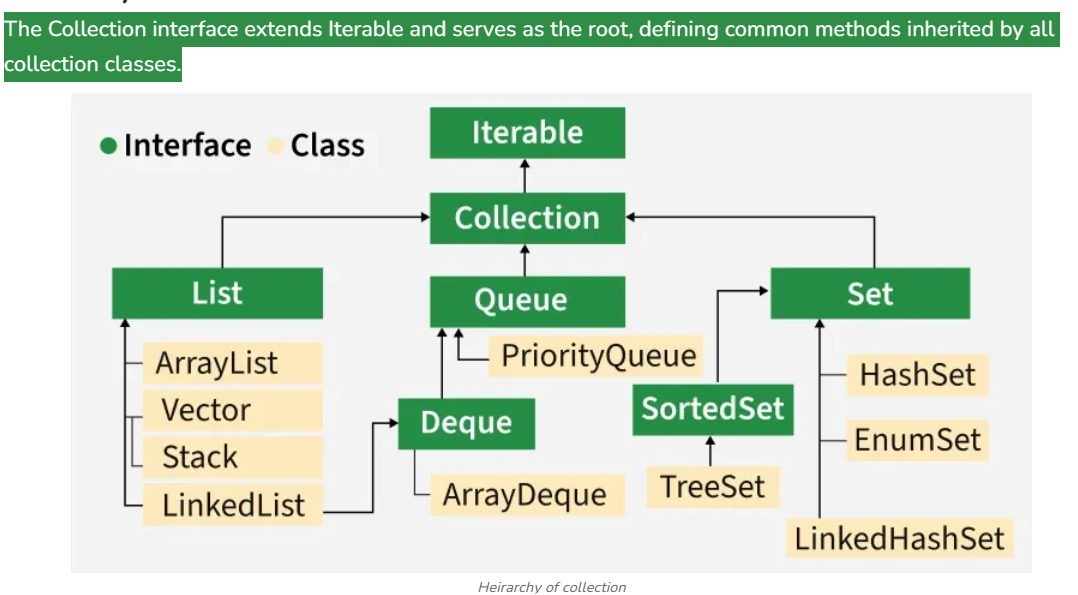 The Collection interface extends Iterable and serves as the root, defining common methods inherited by all
collection classes.
Interface Class
Iterable
Collection
List
Queue
Set
ArrayList
Vector
Stack
LinkedList
PriorityQueue
Deque
ArrayDeque
SortedSet
TreeSet
HashSet
EnumSet
LinkedHashSet
Heirarchy of collection